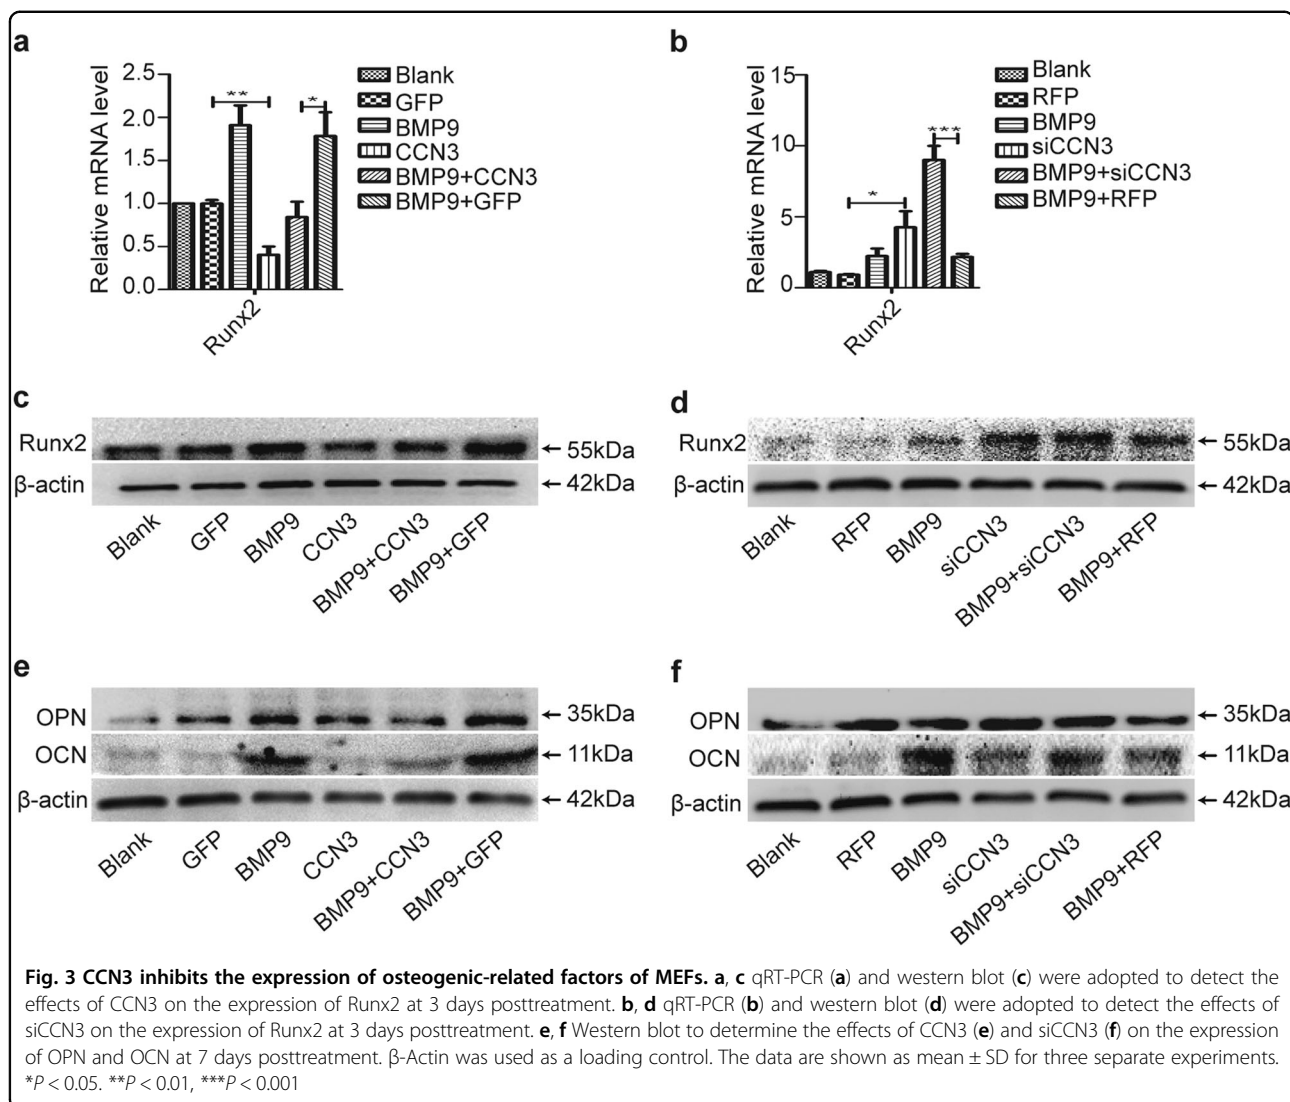 a
Relative mRNA level
2.5
2.0
1.5
1.0
0.5
0.0
**
*
Runx2
Blank
GFP
BMP9
CCN3
BMP9+CCN3
BMP9+GFP
b
Relative mRNA level
15
10
5
0
*
***
Runx2
Blank
RFP
BMP9
siCCN3
BMP9+siCCN3
BMP9+RFP
c
Runx2 ←55kDa
β-actin ←42kDa
Blank GFP BMP9 CCN3 BMP9+CCN3 BMP9+GFP
d
Runx2 ←55kDa
β-actin ←42kDa
Blank RFP BMP9 siCCN3 BMP9+siCCN3 BMP9+RFP
e
OPN ←35kDa
OCN ←11kDa
β-actin ←42kDa
Blank GFP BMP9 CCN3 BMP9+CCN3 BMP9+GFP
f
OPN ←35kDa
OCN ←11kDa
β-actin ←42kDa
Blank RFP BMP9 siCCN3 BMP9+siCCN3 BMP9+RFP
Fig. 3 CCN3 inhibits the expression of osteogenic-related factors of MEFs. a, c qRT-PCR (a) and western blot (c) were adopted to detect the
effects of CCN3 on the expression of Runx2 at 3 days posttreatment. b, d qRT-PCR (b) and western blot (d) were adopted to detect the effects of
siCCN3 on the expression of Runx2 at 3 days posttreatment. e, f Western blot to determine the effects of CCN3 (e) and siCCN3 (f) on the expression
of OPN and OCN at 7 days posttreatment. β-Actin was used as a loading control. The data are shown as mean ± SD for three separate experiments.
*P < 0.05. **P < 0.01, ***P < 0.001